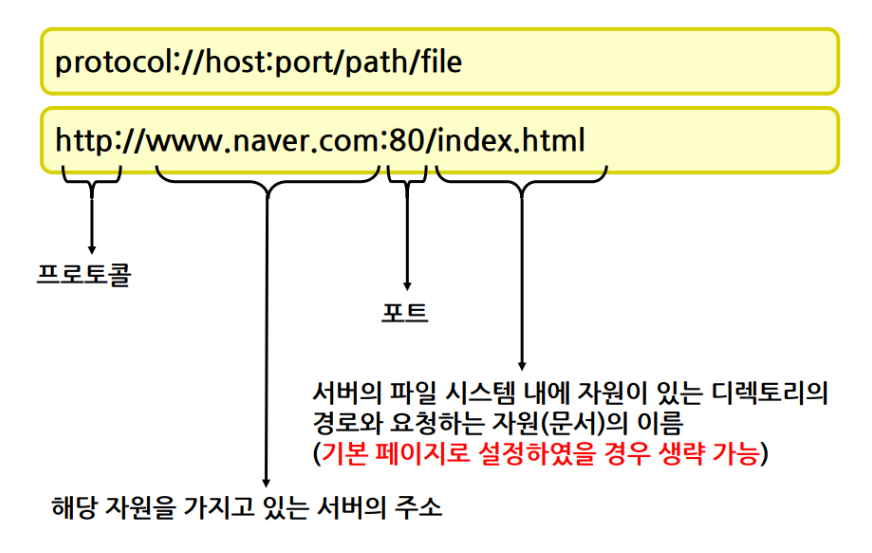 protocol://host:port/path/file
http://www.naver.com:80/index.html
프로토콜
포트
서버의 파일 시스템 내에 자원이 있는 디렉토리의
경로와 요청하는 자원(문서)의 이름
(기본 페이지로 설정하였을 경우 생략 가능)
해당 자원을 가지고 있는 서버의 주소